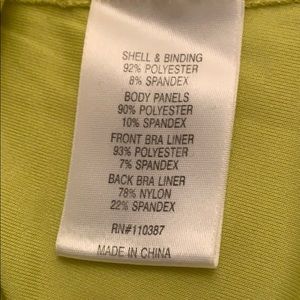 SHELL & BINDING
92% POLYESTER
8% SPANDEX
BODY PANELS
90% POLYESTER
10% SPANDEX
FRONT BRA LINER
93% POLYESTER
7% SPANDEX
BACK BRA LINER
78% NYLON
22% SPANDEX
RN#110387
MADE IN CHINA